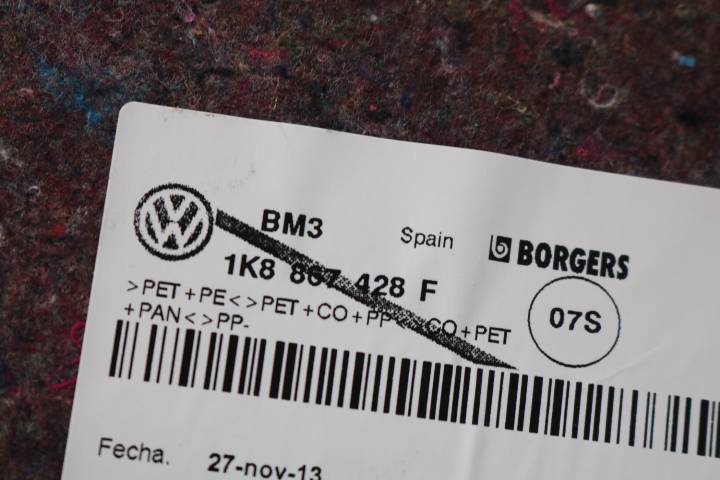 BM3 Spain BORGERS
1K8 867 428 F
07S
>PET+PE<>PET+CO+PP<>CO+PET
+PAN<>PP-
Fecha. 27-nov-13